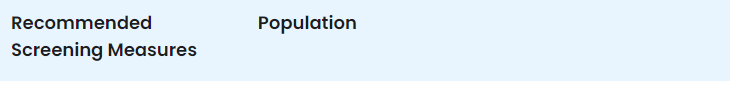 Recommended Population
Screening Measures